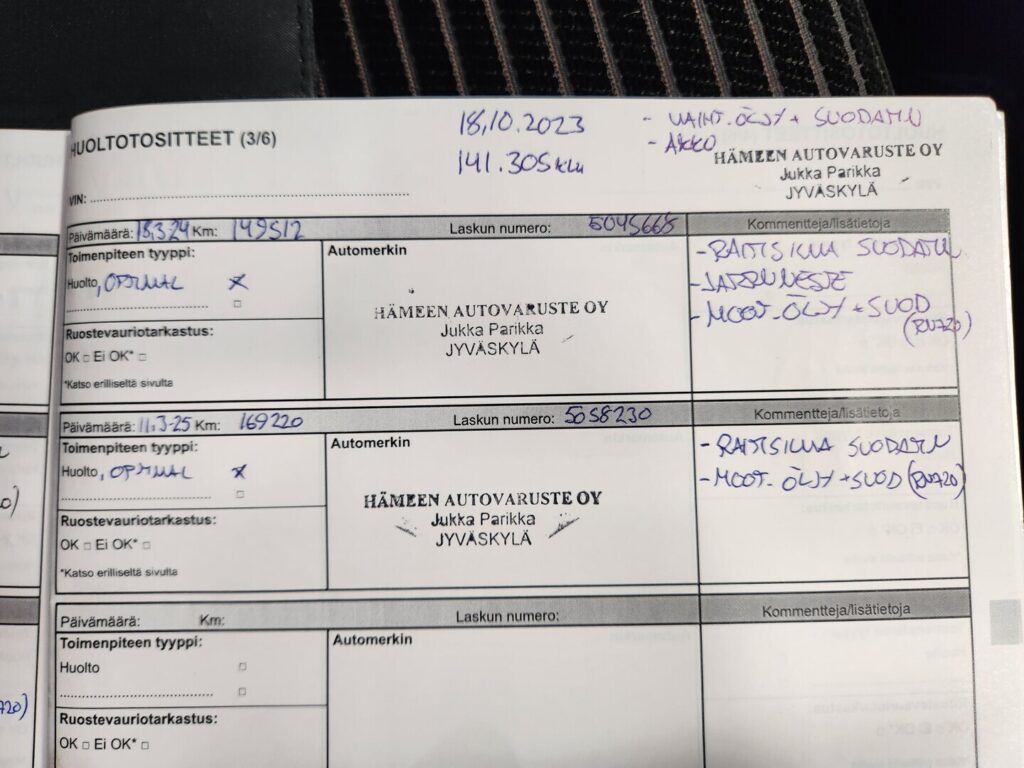 HUOLTOTOSITTEET (3/6)
18.10.2023
141.305 km
- VAIHT.ÖLJY + SUODATIN
- AKKU
HÄMEEN AUTOVARUSTE OY
Jukka Parikka
JYVÄSKYLÄ
VIN:
Päivämäärä: 18.3.24 Km: 149512 Laskun numero: 5045665 Kommentteja/lisätietoja
Toimenpiteen tyyppi:
Huolto, OPTIMAL x
Ruostevauriotarkastus:
OK □ Ei OK* □
*Katso erilliseltä sivulta
Automerkin
HÄMEEN AUTOVARUSTE OY
Jukka Parikka
JYVÄSKYLÄ
- RAITISILMA SUODATIN
- JARRUNESTE
- MOOT. ÖLJY + SUOD
(RN720)
Päivämäärä: 11.3-25 Km: 169220 Laskun numero: 5058230 Kommentteja/lisätietoja
Toimenpiteen tyyppi:
Huolto, OPTIMAL x
Ruostevauriotarkastus:
OK □ Ei OK* □
*Katso erilliseltä sivulta
Automerkin
HÄMEEN AUTOVARUSTE OY
Jukka Parikka
JYVÄSKYLÄ
- RAITISILMA SUODATIN
- MOOT. ÖLJY + SUOD (RN720)
Päivämäärä: Km: Laskun numero: Kommentteja/lisätietoja
Toimenpiteen tyyppi:
Huolto □
Ruostevauriotarkastus:
OK □ Ei OK* □
Automerkin
720)